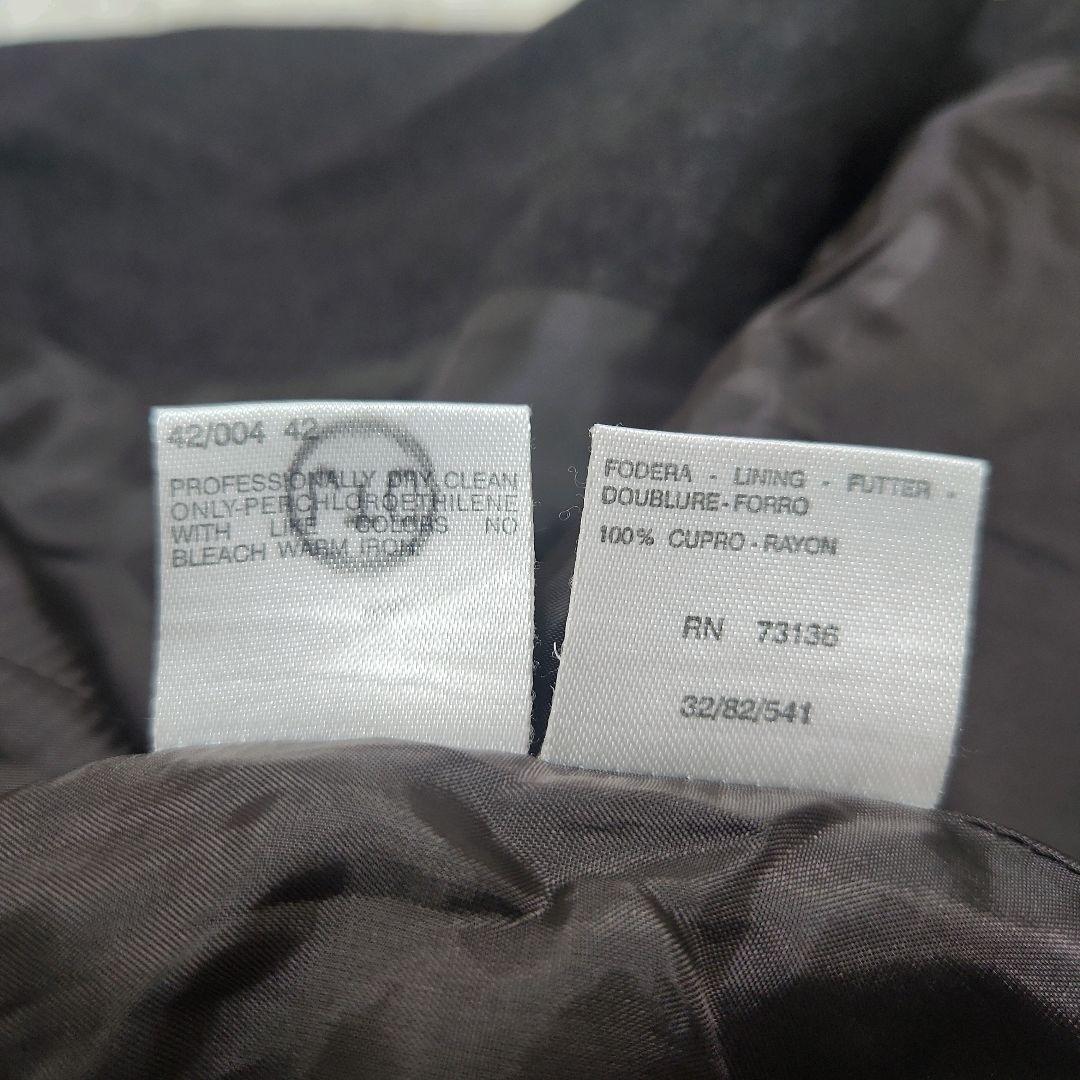 42/004 42
PROFESSIONALLY DRY CLEAN
ONLY-PERCHLOROETHILENE
WITH LIKE COLORS NO
BLEACH WARM IRON
FODERA - LINING - FUTTER -
DOUBLURE-FORRO
100% CUPRO-RAYON
RN 73136
32/82/541